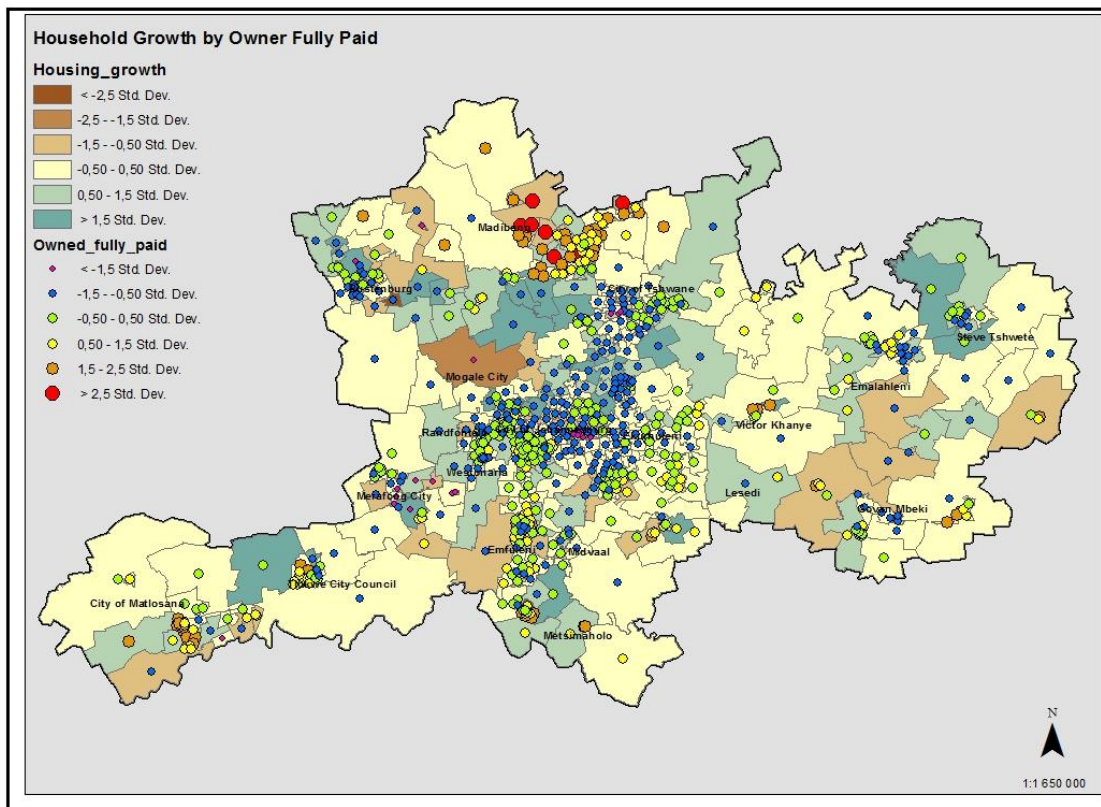 Household Growth by Owner Fully Paid
Housing_growth
< -2,5 Std. Dev.
-2,5 - -1,5 Std. Dev.
-1,5 - -0,50 Std. Dev.
-0,50 - 0,50 Std. Dev.
0,50 - 1,5 Std. Dev.
> 1,5 Std. Dev.
Owned_fully_paid
< -1,5 Std. Dev.
-1,5 - -0,50 Std. Dev.
-0,50 - 0,50 Std. Dev.
0,50 - 1,5 Std. Dev.
1,5 - 2,5 Std. Dev.
> 2,5 Std. Dev.
Madibeng
City of Tshwane
Steve Tshwete
Mogale City
Emalahleni
Victor Khanye
Westonaria
Merafong City
Lesedi
Govan Mbeki
Emfuleni
Midvaal
City Council
City of Matlosana
Metsimaholo
N
1:1 650 000